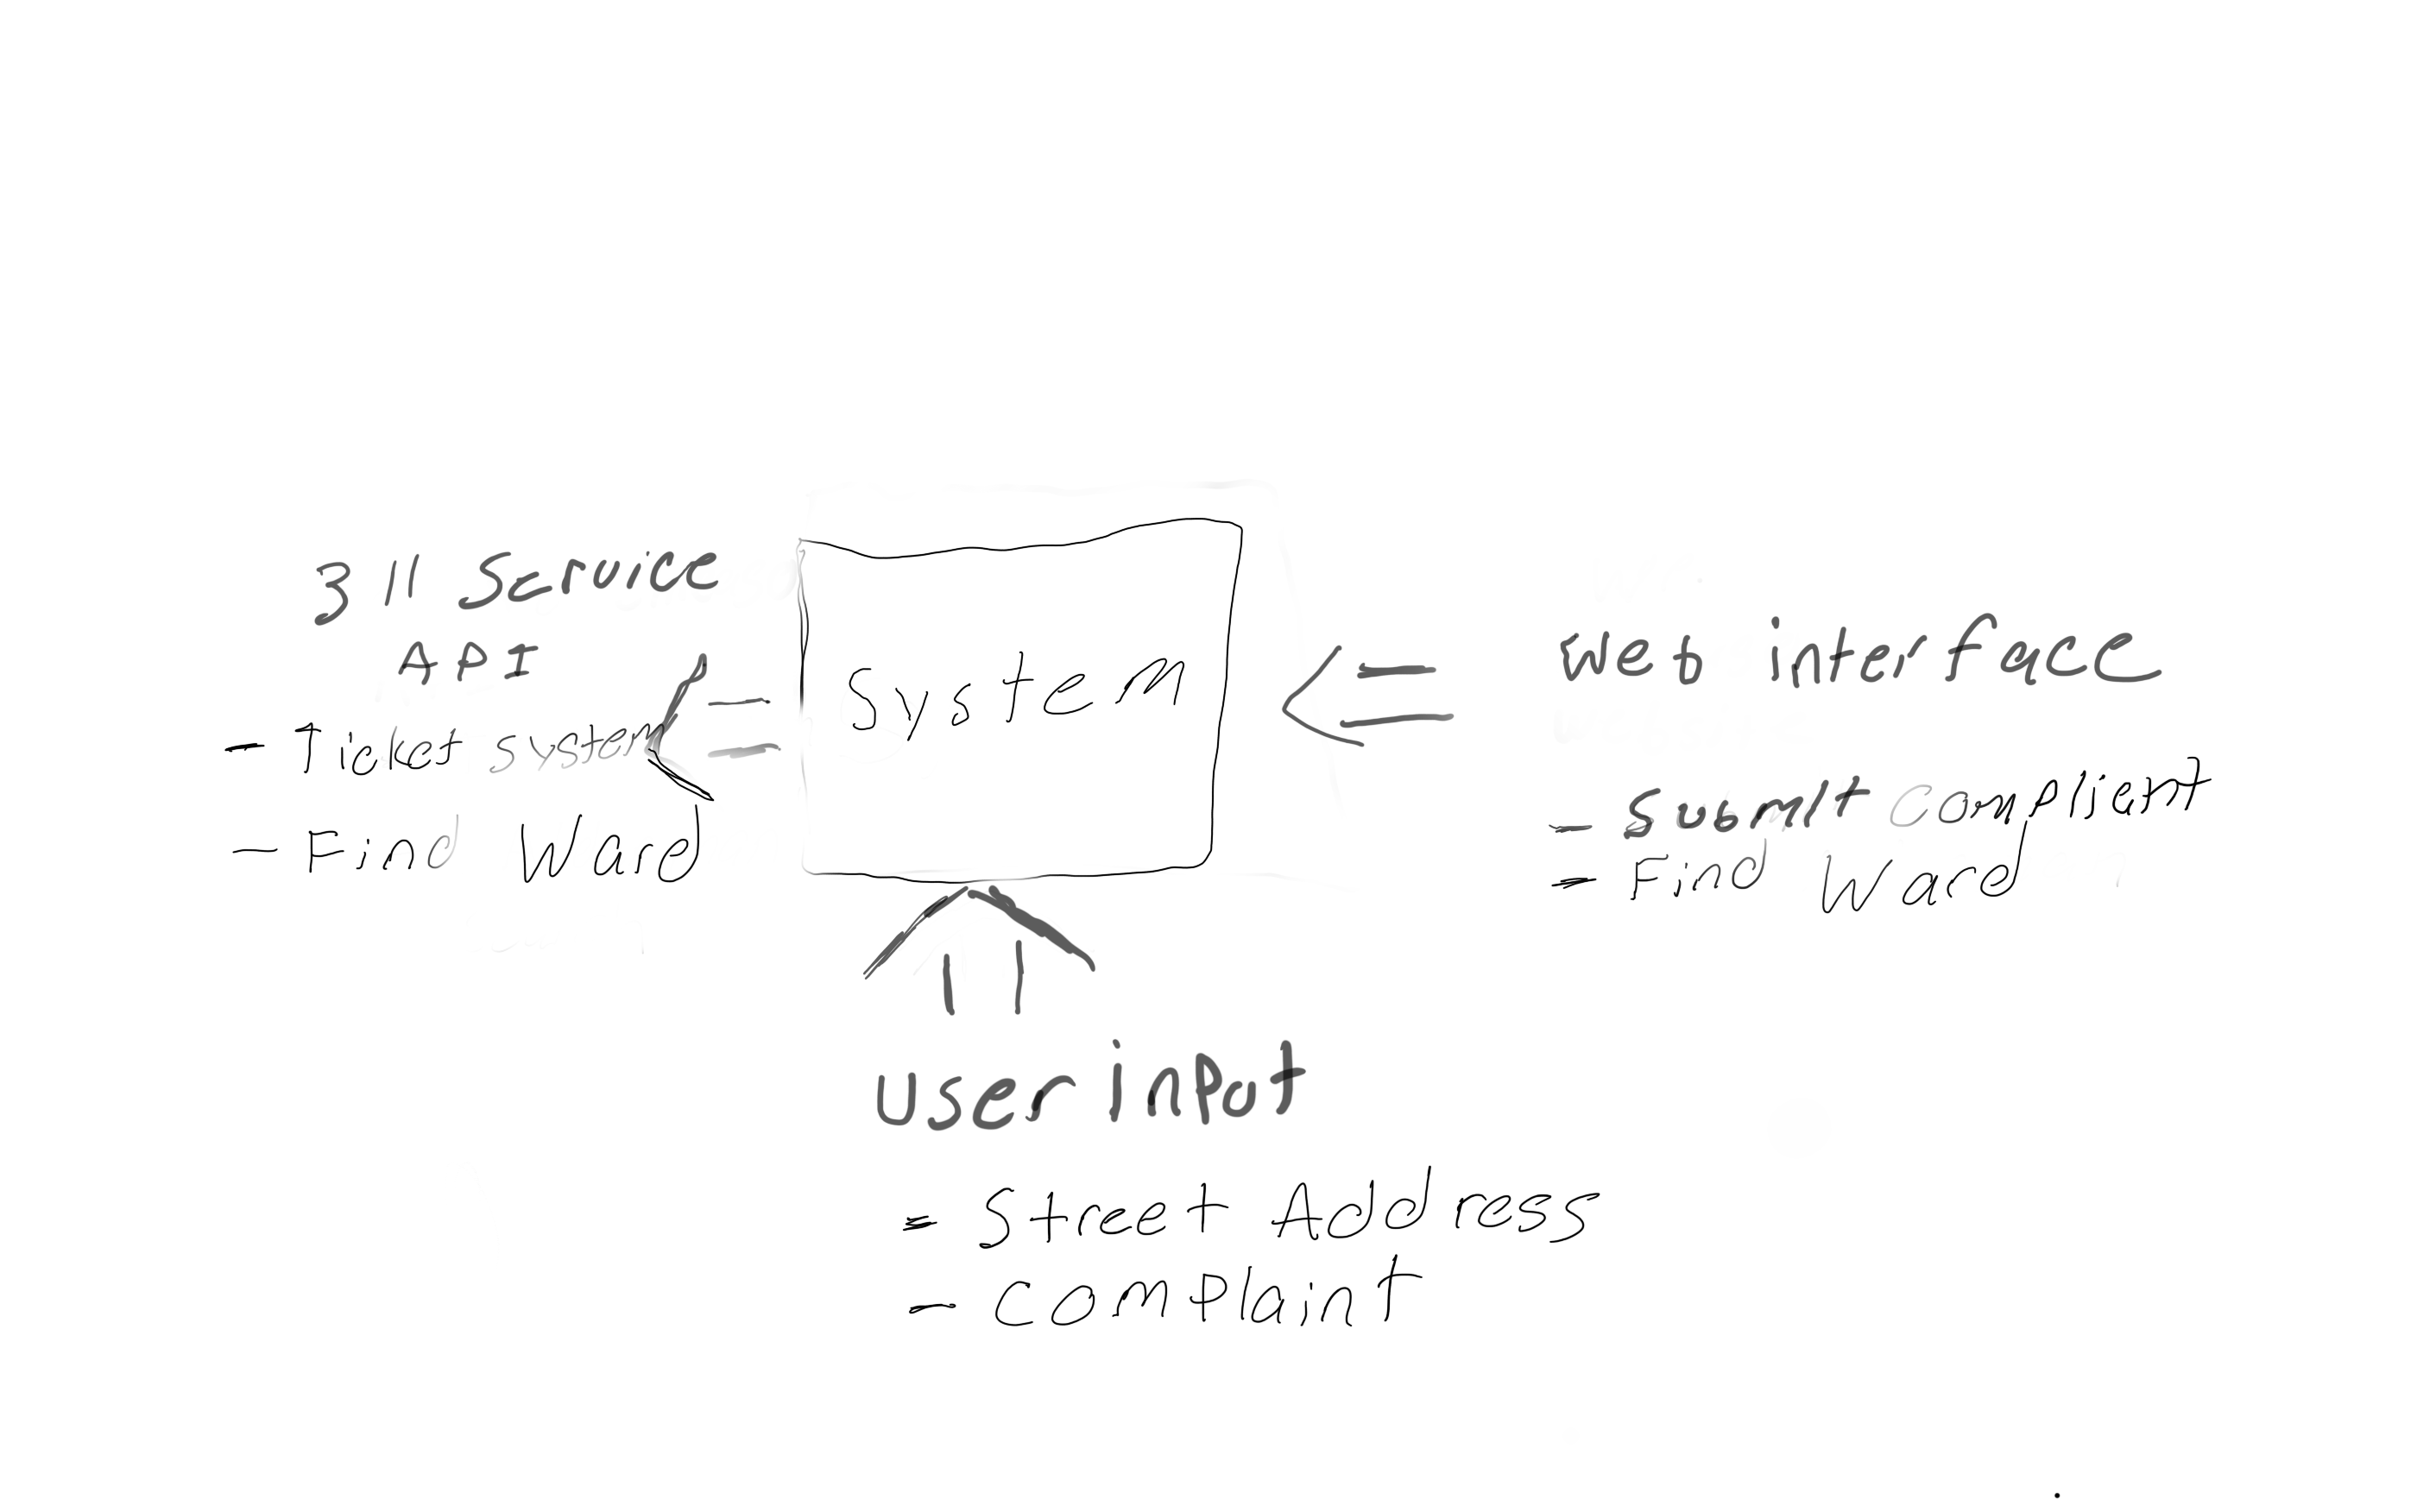 311 Service
API
- Ticket system
- Find Ward
System
Web interface
- Submit complient
- Find Ward
user input
- Street Address
- Complaint